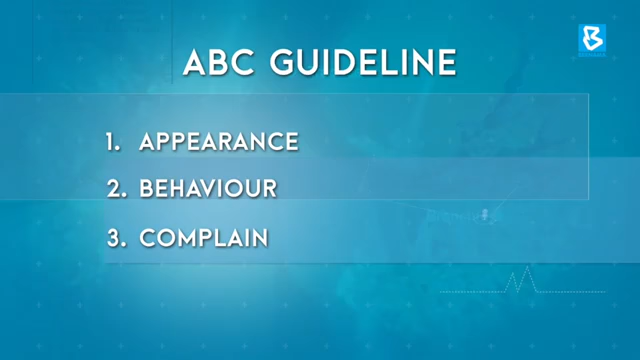 ABC GUIDELINE
1. APPEARANCE
2. BEHAVIOUR
3. COMPLAIN